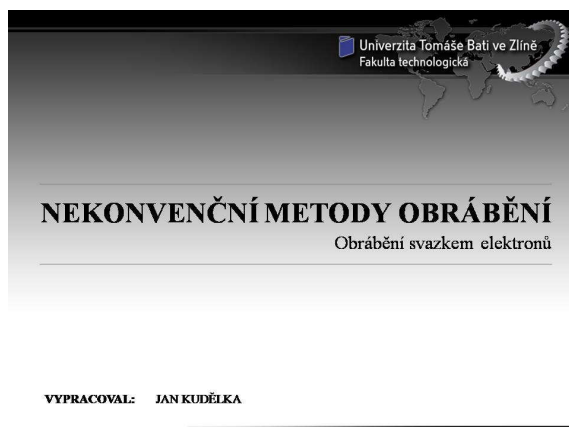 Univerzita Tomáše Bati ve Zlíně
Fakulta technologická
NEKONVENČNÍ METODY OBRÁBĚNÍ
Obrábění svazkem elektronů
VYPRACOVAL: JAN KUDĚLKA